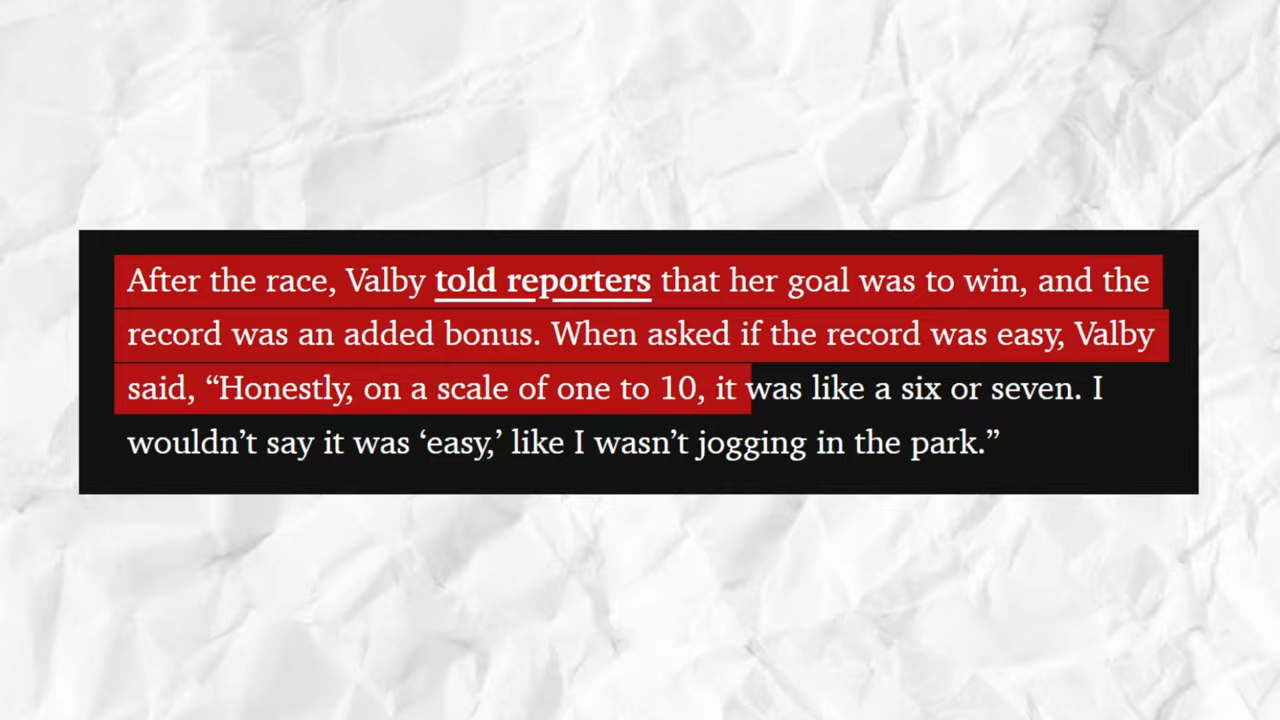 After the race, Valby told reporters that her goal was to win, and the
record was an added bonus. When asked if the record was easy, Valby
said, “Honestly, on a scale of one to 10, it was like a six or seven. I
wouldn’t say it was ‘easy,’ like I wasn’t jogging in the park.”